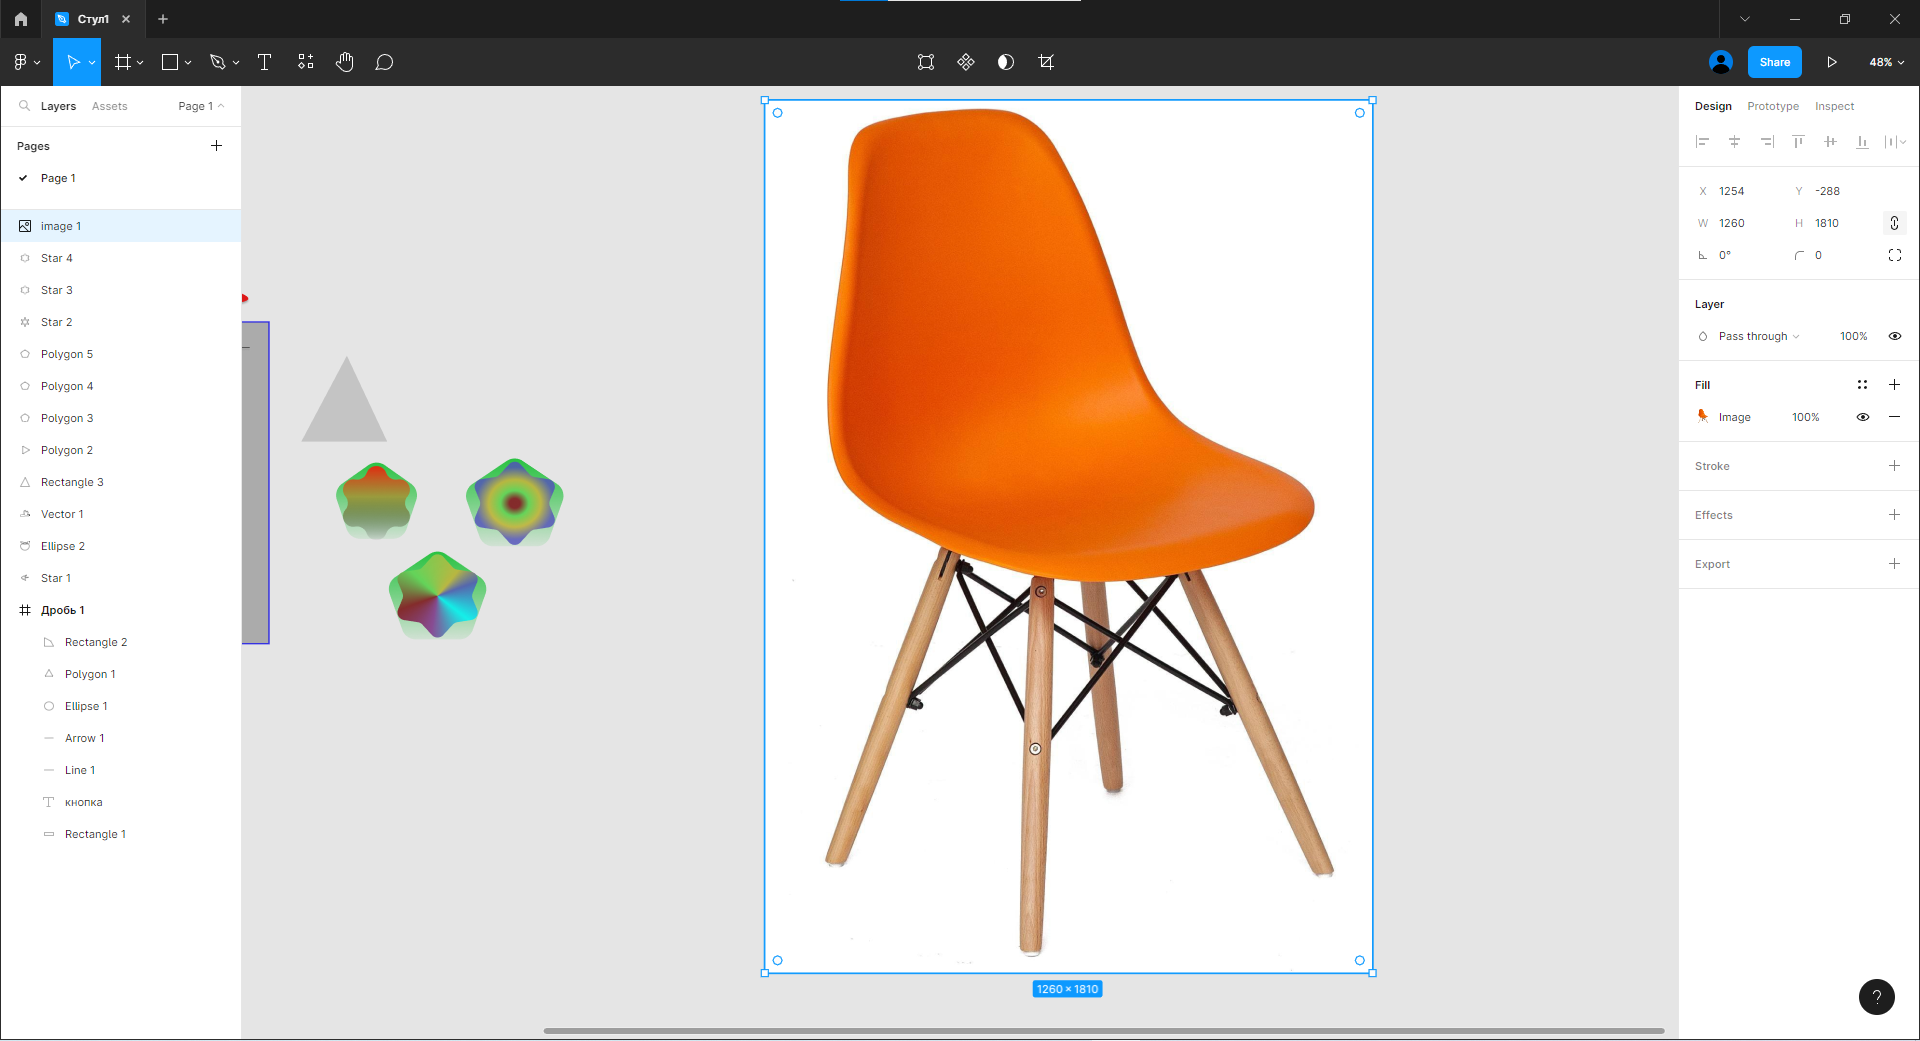 Стул1
Share
48%
Layers
Assets
Page 1
Pages
Page 1
image 1
Star 4
Star 3
Star 2
Polygon 5
Polygon 4
Polygon 3
Polygon 2
Rectangle 3
Vector 1
Ellipse 2
Star 1
Дробь 1
Rectangle 2
Polygon 1
Ellipse 1
Arrow 1
Line 1
кнопка
Rectangle 1
1260 × 1810
Design
Prototype
Inspect
X 1254 Y -288
W 1260 H 1810
0° 0
Layer
Pass through 100%
Fill
Image 100%
Stroke
Effects
Export
?